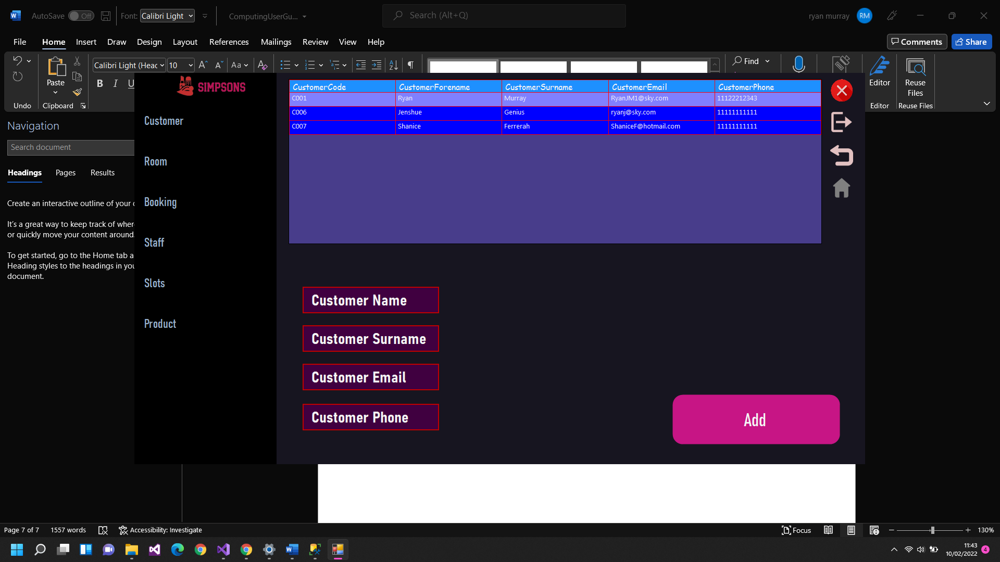 AutoSave Off Font: Calibri Light ComputingUserGu... Search (Alt+Q) ryan murray RM
File Home Insert Draw Design Layout References Mailings Review View Help Comments Share
Calibri Light (Head 10 Aa Find
Paste B I U Editor Reuse Files
Undo Clipboard Editor Reuse Files
Navigation
Search document
Headings Pages Results
Create an interactive outline of your
It's a great way to keep track of
or quickly move your content around.
To get started, go to the Home tab
Heading styles to the headings in
document.
SIMPSONS
Customer
Room
Booking
Staff
Slots
Product
CustomerCode CustomerForename CustomerSurname CustomerEmail CustomerPhone
C001 Ryan Murray RyanJM1@sky.com 11122212343
C006 Jenshue Genius ryanj@sky.com 11111111111
C007 Shanice Ferrerah ShaniceF@hotmail.com 11111111111
Customer Name
Customer Surname
Customer Email
Customer Phone
Add
Page 7 of 7 1557 words Accessibility: Investigate Focus 130%
11:43
10/02/2022 4